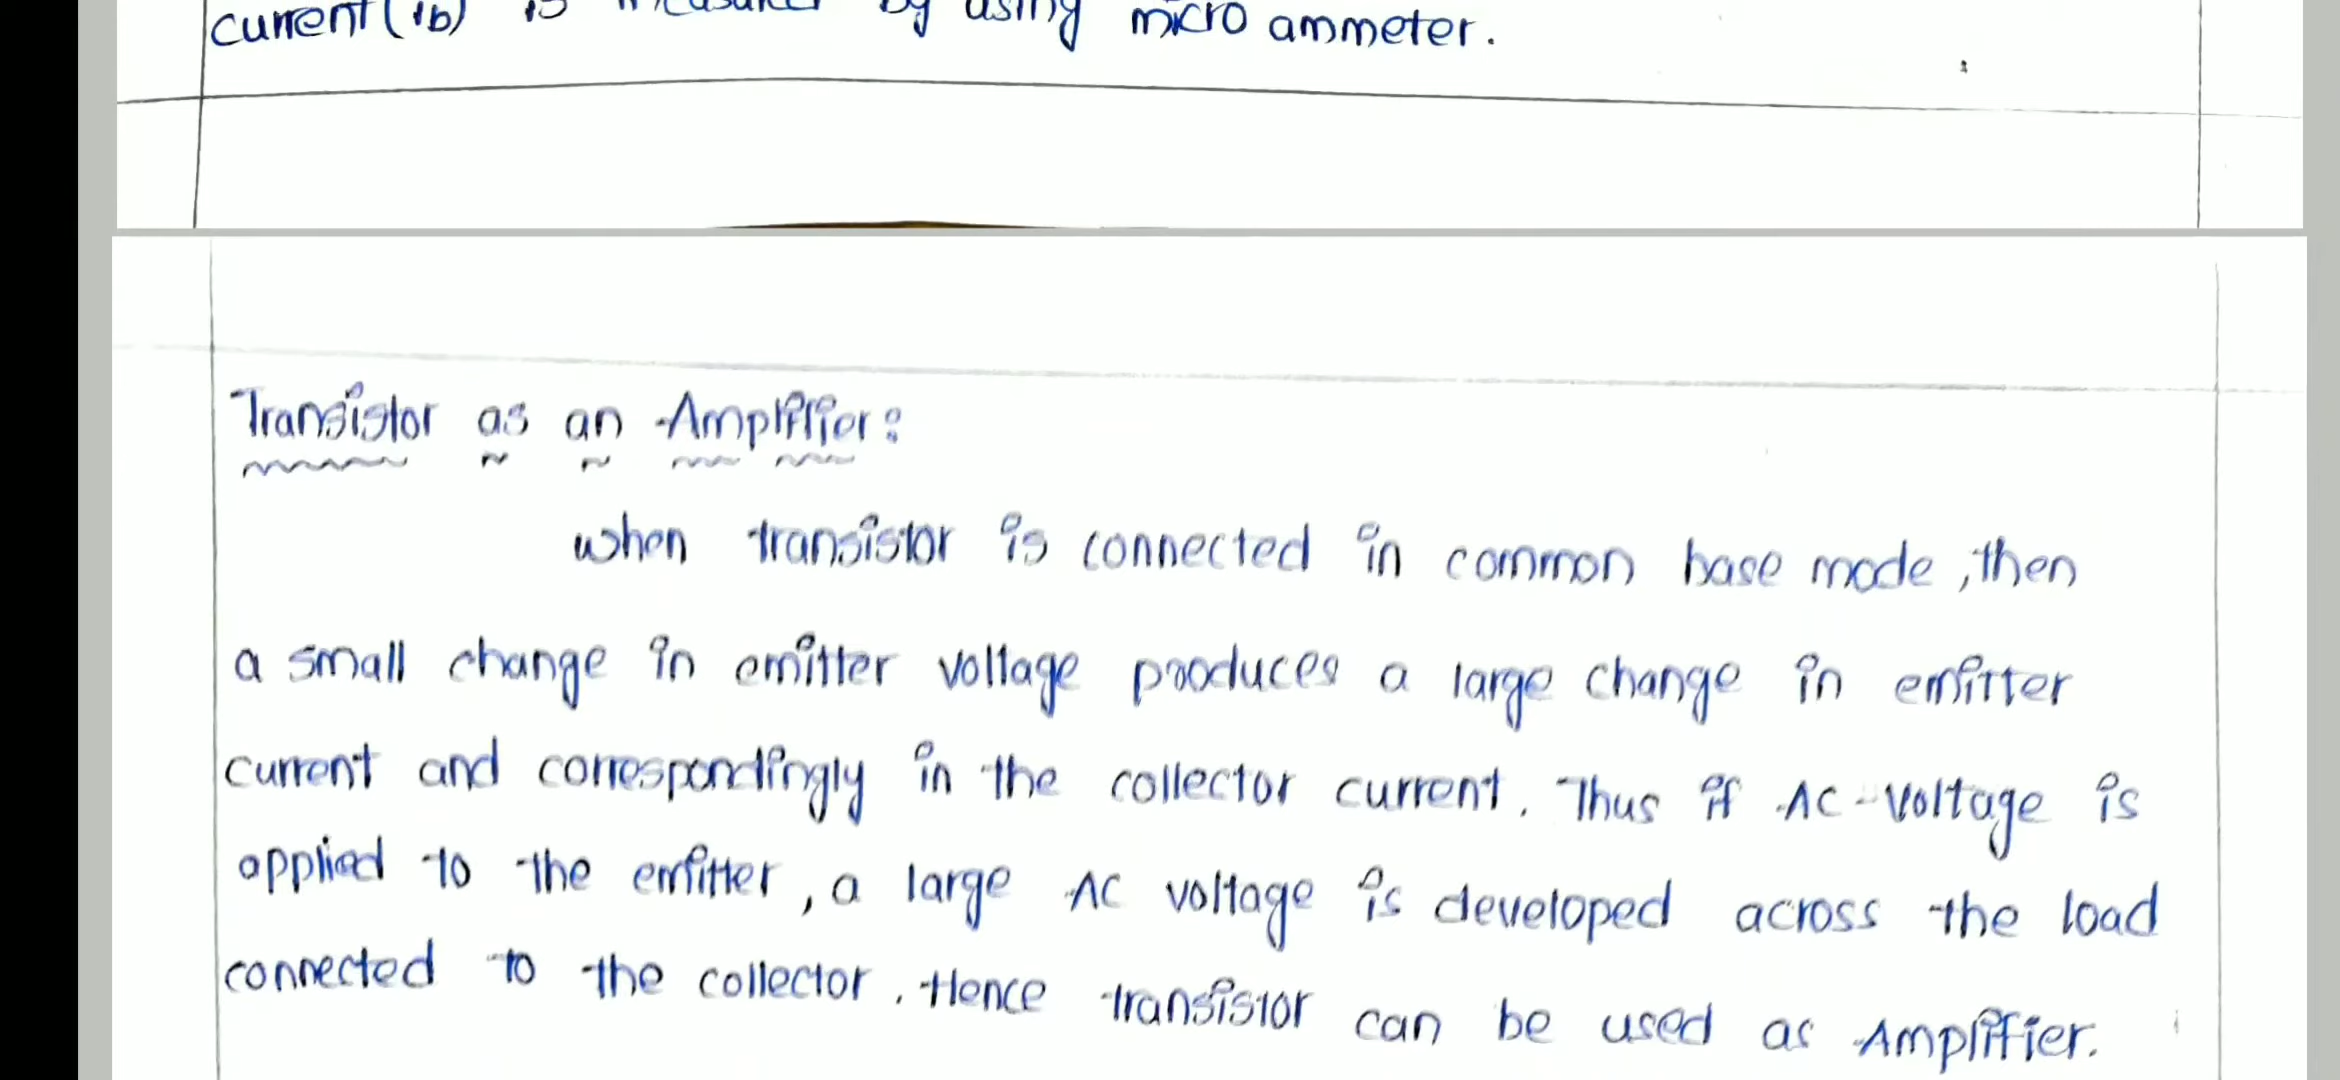 current (ib) is measured by using micro ammeter.
Transistor as an Amplifier:
when transistor is connected in common base mode, then
a small change in emitter voltage produces a large change in emitter
current and correspondingly in the collector current. Thus if AC-Voltage is
applied to the emitter, a large AC voltage is developed across the load
connected to the collector. Hence transistor can be used as Amplifier.